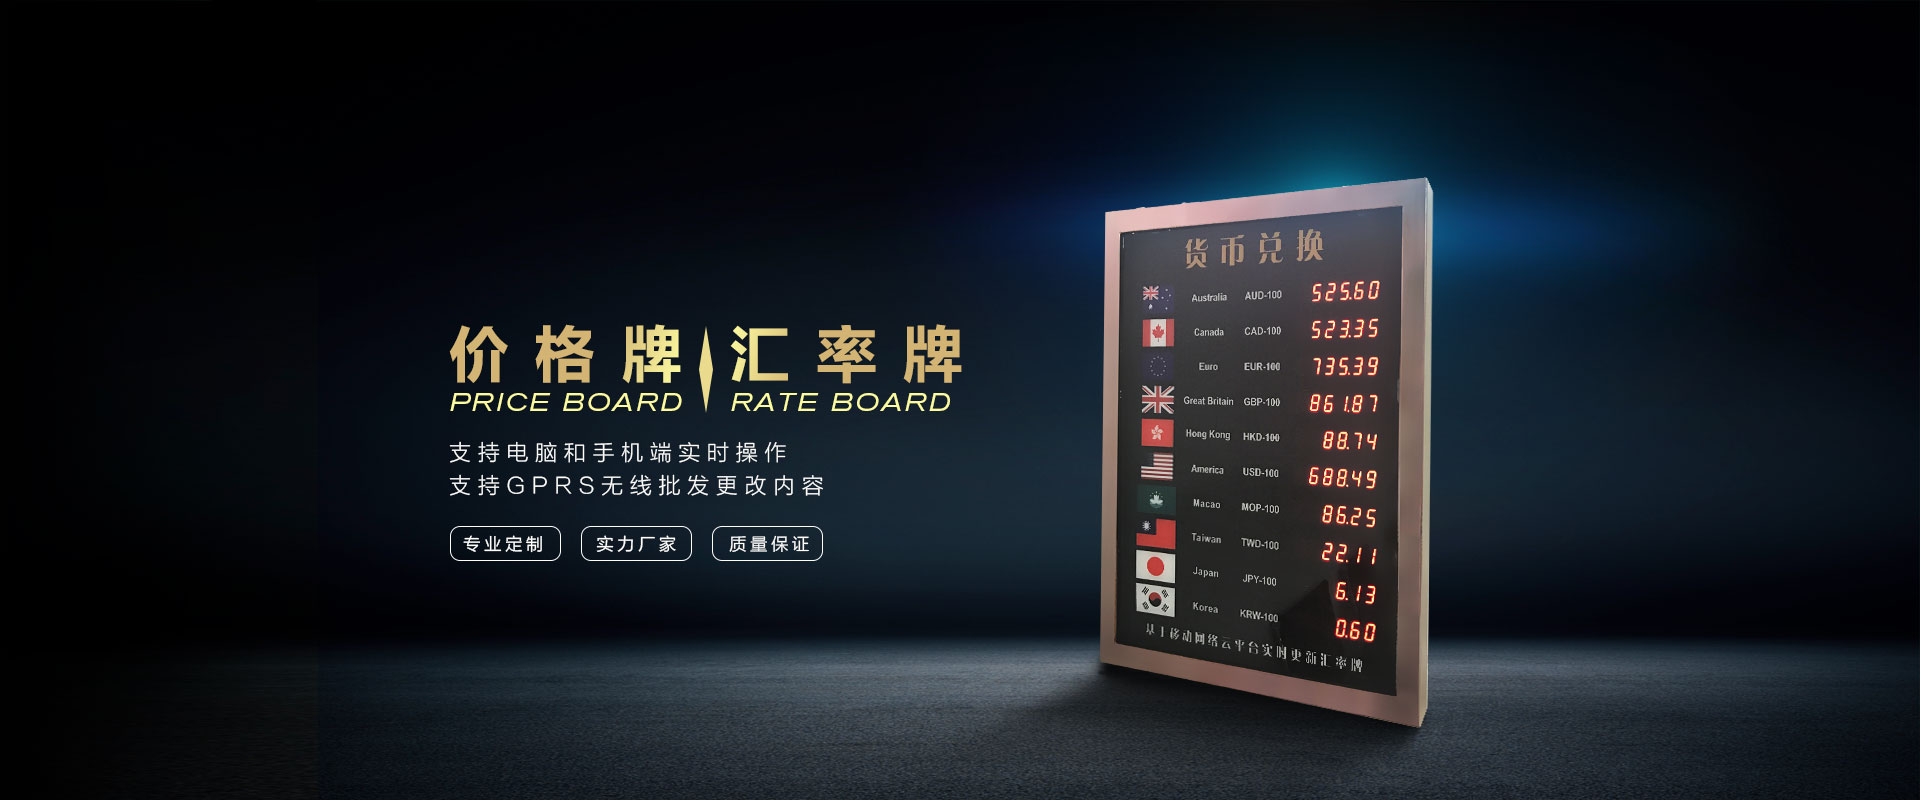 价格牌 汇率牌
PRICE BOARD RATE BOARD
支持电脑和手机端实时操作
支持GPRS无线批发更改内容
专业定制 实力厂家 质量保证
货币兑换
Australia AUD-100 525.60
Canada CAD-100 523.35
Euro EUR-100 735.39
Great Britain GBP-100 861.87
Hong Kong HKD-100 88.74
America USD-100 688.49
Macao MOP-100 86.25
Taiwan TWD-100 22.11
Japan JPY-100 6.13
Korea KRW-100 0.60
基于移动网络云平台实时更新汇率牌